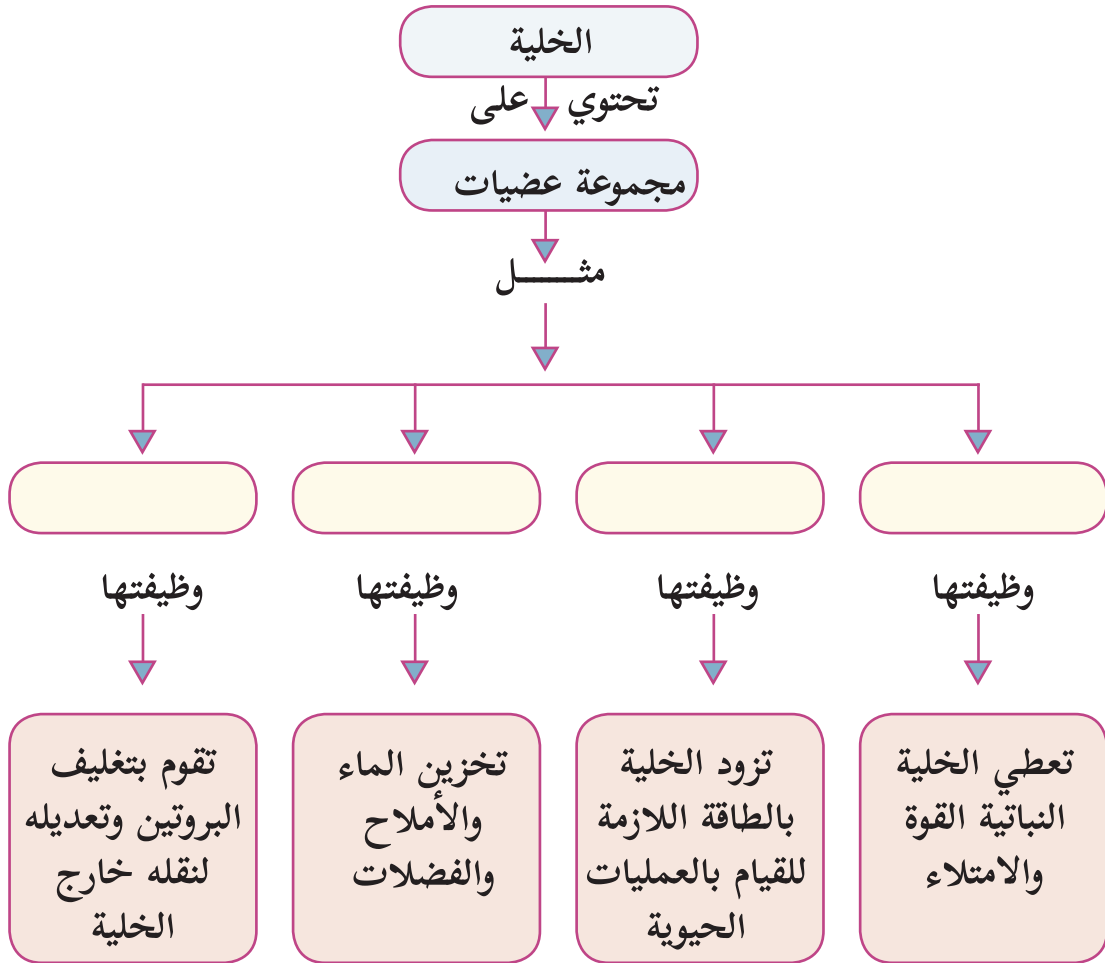 الخلية
تحتوي على
مجموعة عضيات
مثـــــــل
وظيفتها
وظيفتها
وظيفتها
وظيفتها
تعطي الخلية
النباتية القوة
والامتلاء
تزود الخلية
بالطاقة اللازمة
للقيام بالعمليات
الحيوية
تخزين الماء
والأملاح
والفضلات
تقوم بتغليف
البروتين وتعديله
لنقله خارج
الخلية